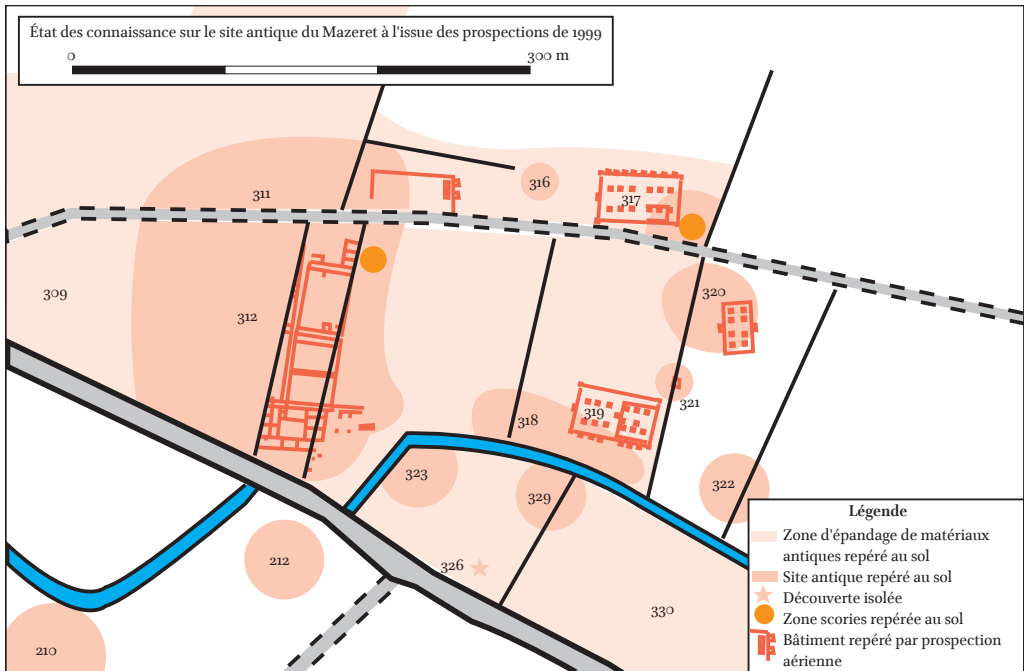 État des connaissance sur le site antique du Mazeret à l'issue des prospections de 1999
0 300 m
316
311
317
309
320
312
321
319
318
323
322
329
212
326
330
210
Légende
Zone d'épandage de matériaux
antiques repéré au sol
Site antique repéré au sol
Découverte isolée
Zone scories repérée au sol
Bâtiment repéré par prospection
aérienne